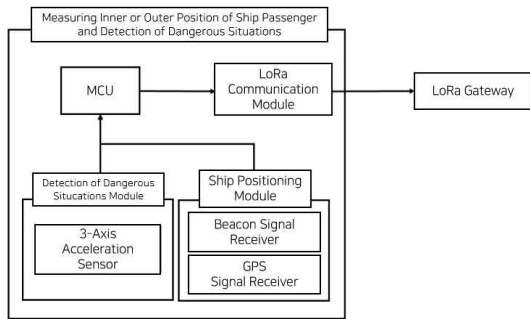 Measuring Inner or Outer Position of Ship Passenger
and Detection of Dangerous Situations
MCU
LoRa
Communication
Module
LoRa Gateway
Detection of Dangerous
Situcations Module
Ship Positioning
Module
3-Axis
Acceleration
Sensor
Beacon Signal
Receiver
GPS
Signal Receiver